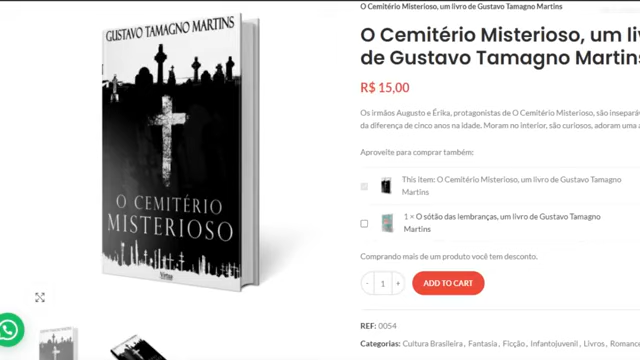 O Cemitério Misterioso, um livro de Gustavo Tamagno Martins
GUSTAVO TAMAGNO MARTINS
O CEMITÉRIO
MISTERIOSO
O Cemitério Misterioso, um
de Gustavo Tamagno Martins
R$ 15,00
Os irmãos Augusto e Érika, protagonistas de O Cemitério Misterioso, são
da diferença de cinco anos na idade. Moram no interior, são curiosos, adoram uma
Aproveite para comprar também:
This item: O Cemitério Misterioso, um livro de Gustavo Tamagno
Martins
1 × O sótão das lembranças, um livro de Gustavo Tamagno
Martins
Comprando mais de um produto você tem desconto.
- 1 +
ADD TO CART
REF: 0054
Categorias: Cultura Brasileira, Fantasia, Ficção, Infantojuvenil, Livros, Romance